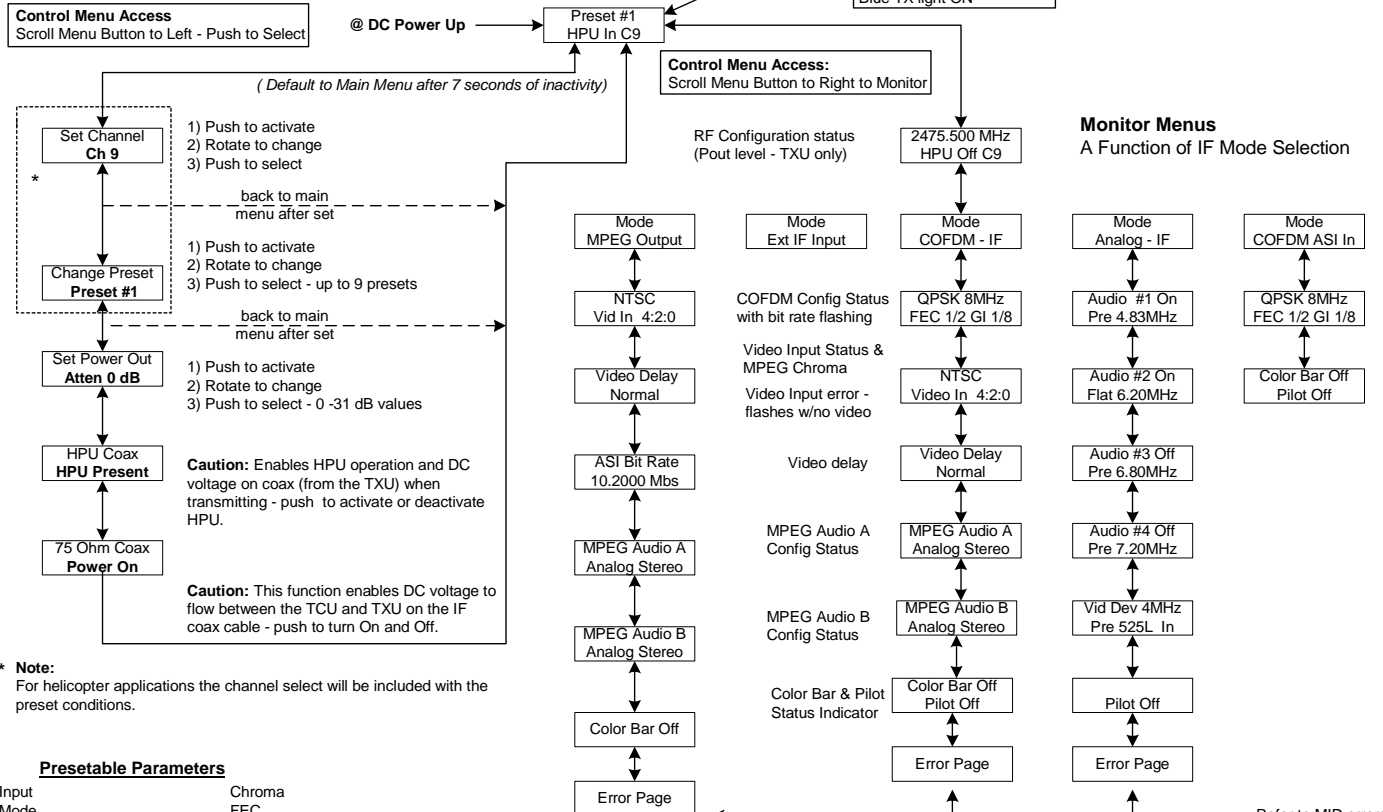 Control Menu Access
Scroll Menu Button to Left - Push to Select
@ DC Power Up
Preset #1
HPU In C9
Blue TX light ON
Control Menu Access:
Scroll Menu Button to Right to Monitor
( Default to Main Menu after 7 seconds of inactivity)
Set Channel
Ch 9
1) Push to activate
2) Rotate to change
3) Push to select
*
back to main
menu after set
Change Preset
Preset #1
1) Push to activate
2) Rotate to change
3) Push to select - up to 9 presets
back to main
menu after set
Set Power Out
Atten 0 dB
1) Push to activate
2) Rotate to change
3) Push to select - 0 -31 dB values
HPU Coax
HPU Present
Caution: Enables HPU operation and DC
voltage on coax (from the TXU) when
transmitting - push to activate or deactivate
HPU.
75 Ohm Coax
Power On
Caution: This function enables DC voltage to
flow between the TCU and TXU on the IF
coax cable - push to turn On and Off.
* Note:
For helicopter applications the channel select will be included with the
preset conditions.
Presetable Parameters
Input
Chroma
Mode
FEC
RF Configuration status
(Pout level - TXU only)
2475.500 MHz
HPU Off C9
Monitor Menus
A Function of IF Mode Selection
Mode
MPEG Output
NTSC
Vid In 4:2:0
Video Delay
Normal
ASI Bit Rate
10.2000 Mbs
MPEG Audio A
Analog Stereo
MPEG Audio B
Analog Stereo
Color Bar Off
Error Page
Mode
Ext IF Input
COFDM Config Status
with bit rate flashing
Video Input Status &
MPEG Chroma
Video Input error -
flashes w/no video
Video delay
MPEG Audio A
Config Status
MPEG Audio B
Config Status
Color Bar & Pilot
Status Indicator
Mode
COFDM - IF
QPSK 8MHz
FEC 1/2 GI 1/8
NTSC
Video In 4:2:0
Video Delay
Normal
MPEG Audio A
Analog Stereo
MPEG Audio B
Analog Stereo
Color Bar Off
Pilot Off
Error Page
Mode
Analog - IF
Audio #1 On
Pre 4.83MHz
Audio #2 On
Flat 6.20MHz
Audio #3 Off
Pre 6.80MHz
Audio #4 Off
Pre 7.20MHz
Vid Dev 4MHz
Pre 525L In
Pilot Off
Error Page
Mode
COFDM ASI In
QPSK 8MHz
FEC 1/2 GI 1/8
Color Bar Off
Pilot Off